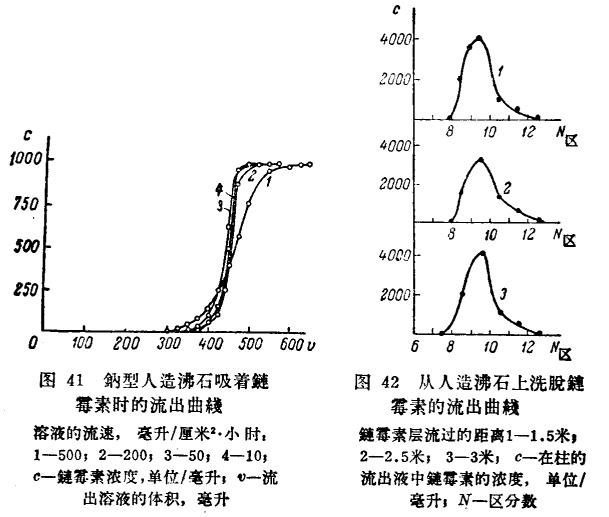 c
1000
750
500
250
0
100
200
300
400
500
600 υ
4
3
2
1
图 41 鈉型人造沸石吸着鏈
霉素时的流出曲綫
溶液的流速, 毫升/厘米²·小时:
1—500; 2—200; 3—50; 4—10;
c—鏈霉素浓度,单位/毫升; υ—流
出溶液的体积, 毫升
c
4000
2000
1
8 10 12 N区
4000
2000
2
8 10 12 N区
4000
2000
3
6 8 10 12 N区
图 42 从人造沸石上洗脫鏈
霉素的流出曲綫
鏈霉素层流过的距离1—1.5米;
2—2.5米; 3—3米; c—在柱的
流出液中鏈霉素的浓度, 单位/
毫升; N—区分数